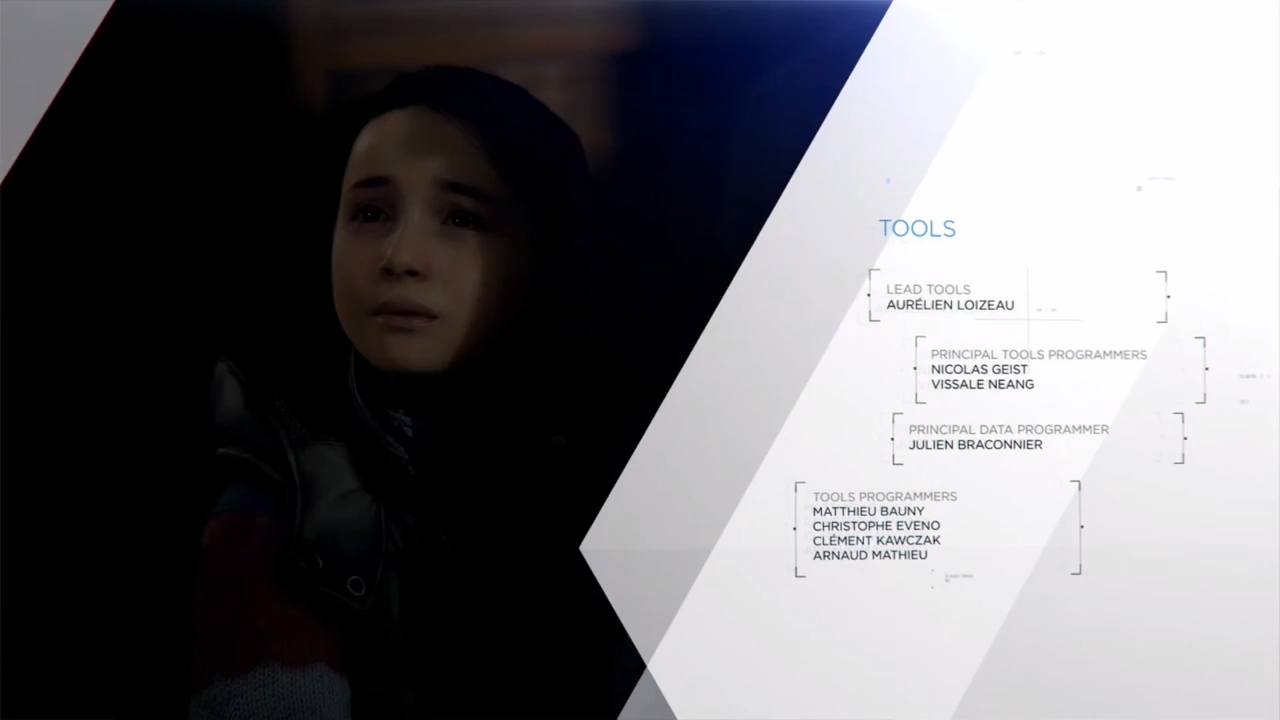 TOOLS
LEAD TOOLS
AURÉLIEN LOIZEAU
PRINCIPAL TOOLS PROGRAMMERS
NICOLAS GEIST
VISSALE NEANG
PRINCIPAL DATA PROGRAMMER
JULIEN BRACONNIER
TOOLS PROGRAMMERS
MATTHIEU BAUNY
CHRISTOPHE EVENO
CLÉMENT KAWCZAK
ARNAUD MATHIEU